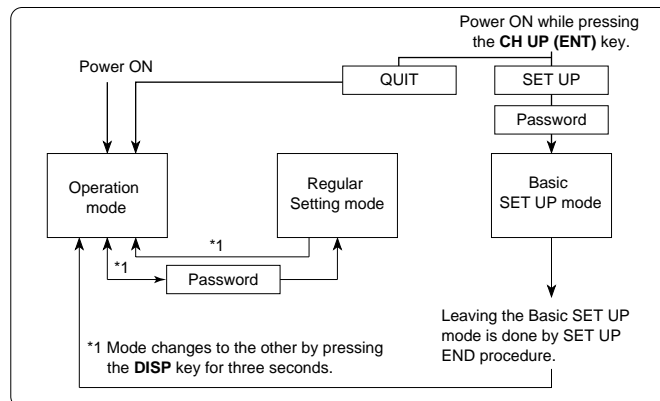 Power ON while pressing
the CH UP (ENT) key.
Power ON
QUIT
SET UP
Password
Operation
mode
Regular
Setting mode
Basic
SET UP mode
*1
*1
Password
Leaving the Basic SET UP
mode is done by SET UP
END procedure.
*1 Mode changes to the other by pressing
the DISP key for three seconds.